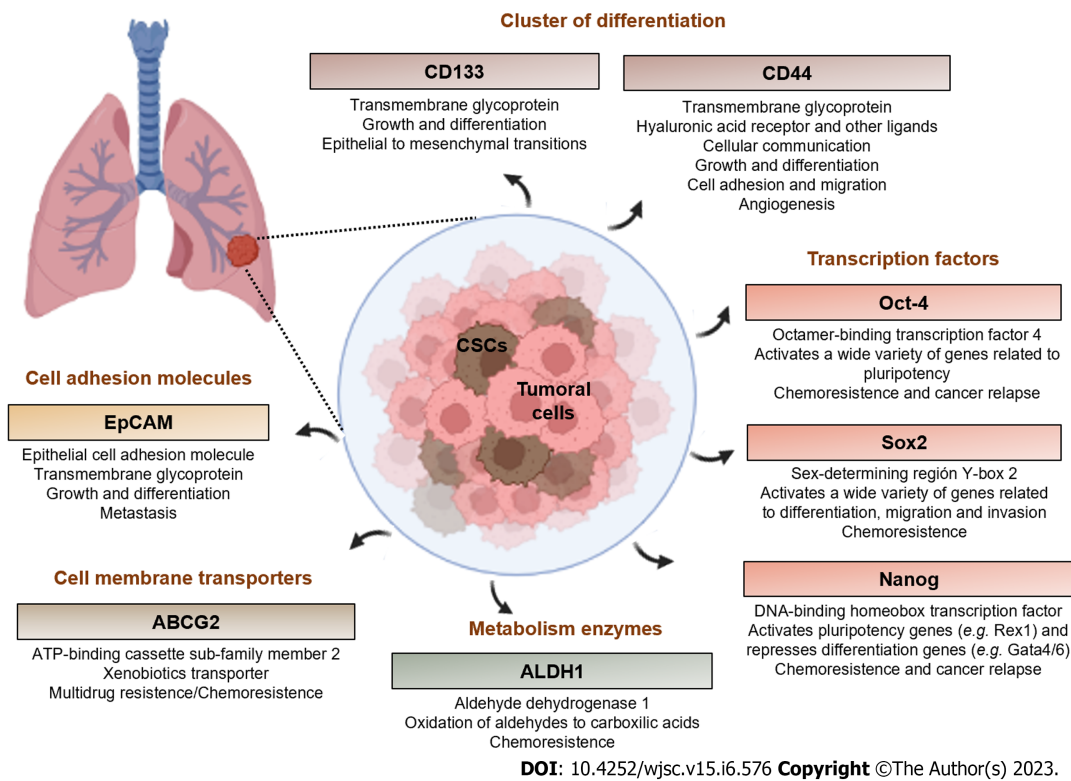 Cluster of differentiation
CD133
Transmembrane glycoprotein
Growth and differentiation
Epithelial to mesenchymal transitions
CD44
Transmembrane glycoprotein
Hyaluronic acid receptor and other ligands
Cellular communication
Growth and differentiation
Cell adhesion and migration
Angiogenesis
Transcription factors
Oct-4
Octamer-binding transcription factor 4
Activates a wide variety of genes related to
pluripotency
Chemoresistence and cancer relapse
Sox2
Sex-determining región Y-box 2
Activates a wide variety of genes related
to differentiation, migration and invasion
Chemoresistence
Nanog
DNA-binding homeobox transcription factor
Activates pluripotency genes (e.g. Rex1) and
represses differentiation genes (e.g. Gata4/6)
Chemoresistence and cancer relapse
CSCs
Tumoral
cells
Cell adhesion molecules
EpCAM
Epithelial cell adhesion molecule
Transmembrane glycoprotein
Growth and differentiation
Metastasis
Cell membrane transporters
ABCG2
ATP-binding cassette sub-family member 2
Xenobiotics transporter
Multidrug resistence/Chemoresistence
Metabolism enzymes
ALDH1
Aldehyde dehydrogenase 1
Oxidation of aldehydes to carboxilic acids
Chemoresistence
DOI: 10.4252/wjsc.v15.i6.576 Copyright ©The Author(s) 2023.